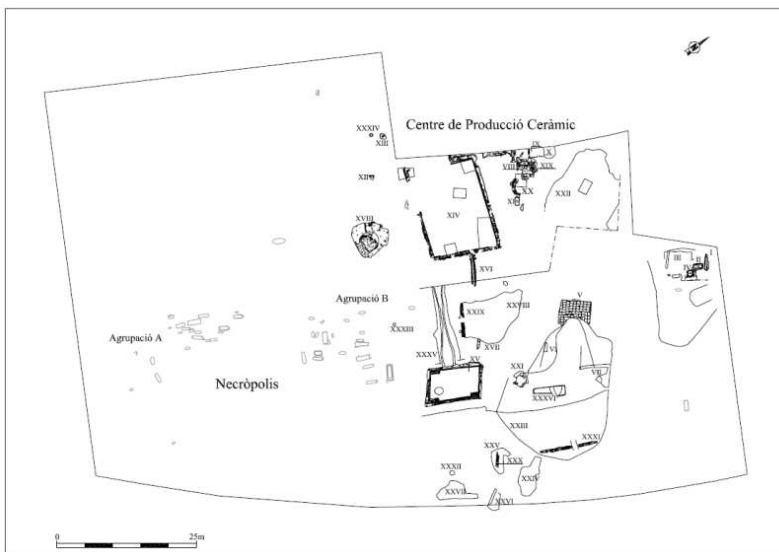 XXXIV
XIII
Centre de Producció Ceràmic
IX
X
VIII
XIX
XII
XX
XI
XXII
XIV
XVIII
XVI
I
II
III
IV
V
Agrupació B
XXVIII
XXIX
XXXIII
Agrupació A
XVII
VI
XXXV
XV
XXI
VII
Necròpolis
XXXVI
XXIII
XXXI
XXV
XXX
XXXII
XXIV
XXVII
XXVI
0
25m